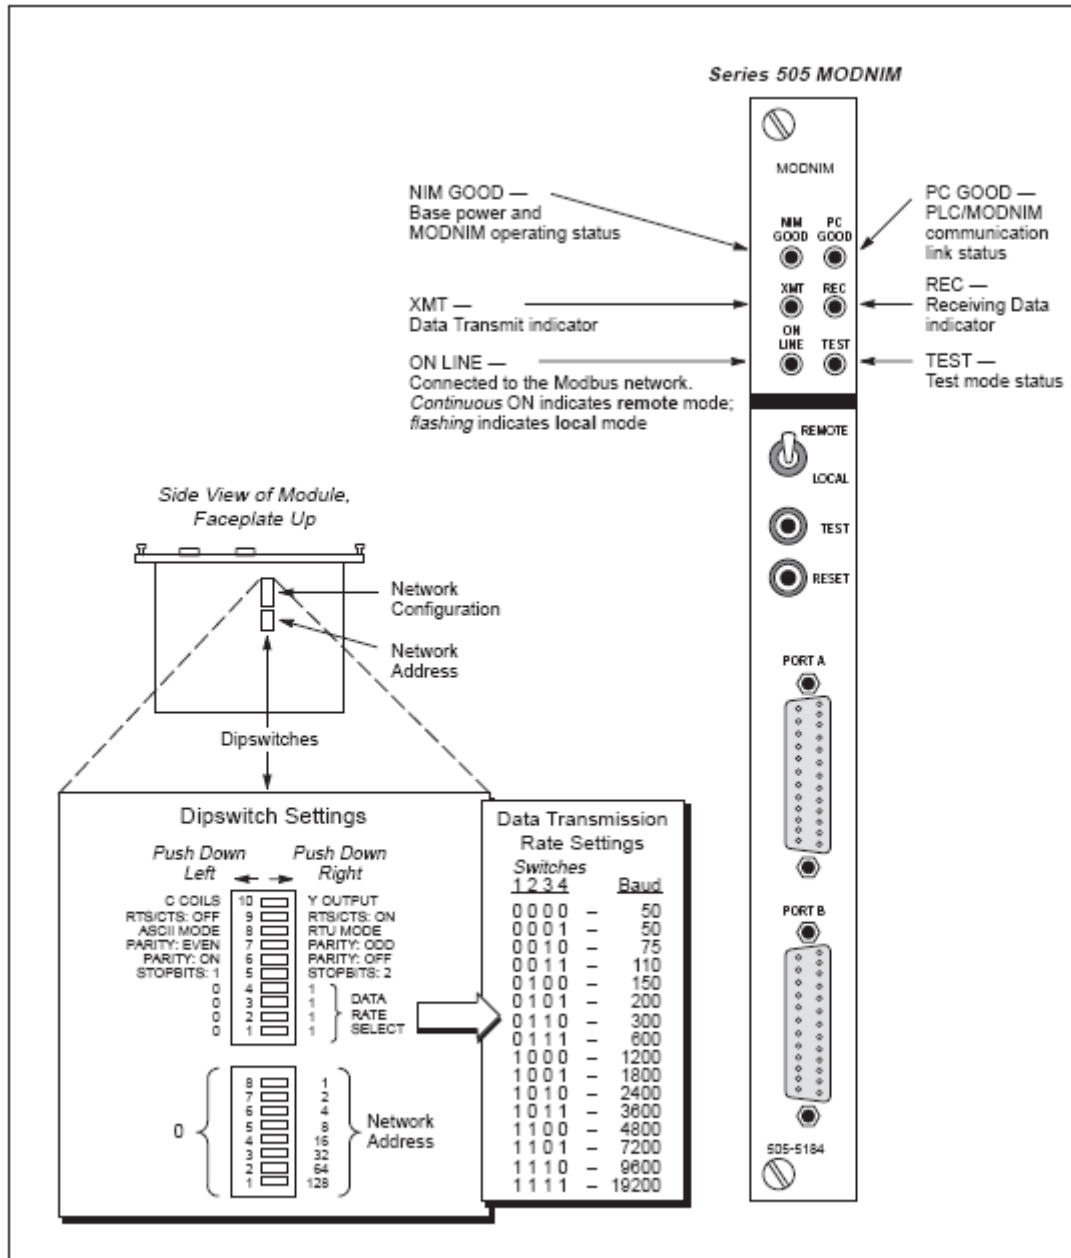 Series 505 MODNIM
MODNIM
NIM GOOD —
Base power and
MODNIM operating status
PC GOOD —
PLC/MODNIM
communication
link status
NIM
GOOD
PC
GOOD
XMT —
Data Transmit indicator
XMT
REC
REC —
Receiving Data
indicator
ON LINE —
Connected to the Modbus network.
Continuous ON indicates remote mode;
flashing indicates local mode
ON
LINE
TEST
TEST —
Test mode status
REMOTE
LOCAL
TEST
RESET
PORT A
PORT B
505-5184
Side View of Module,
Faceplate Up
Network
Configuration
Network
Address
Dipswitches
Dipswitch Settings
Push Down
Left
Push Down
Right
C COILS 10 Y OUTPUT
RTS/CTS: OFF 9 RTS/CTS: ON
ASCII MODE 8 RTU MODE
PARITY: EVEN 7 PARITY: ODD
PARITY: ON 6 PARITY: OFF
STOPBITS: 1 5 STOPBITS: 2
0 4 1
0 3 1
0 2 1
0 1 1
DATA
RATE
SELECT
8 1
7 2
6 4
5 8
4 16
3 32
2 64
1 128
0
Network
Address
Data Transmission
Rate Settings
Switches
1 2 3 4 Baud
0 0 0 0 – 50
0 0 0 1 – 50
0 0 1 0 – 75
0 0 1 1 – 110
0 1 0 0 – 150
0 1 0 1 – 200
0 1 1 0 – 300
0 1 1 1 – 600
1 0 0 0 – 1200
1 0 0 1 – 1800
1 0 1 0 – 2400
1 0 1 1 – 3600
1 1 0 0 – 4800
1 1 0 1 – 7200
1 1 1 0 – 9600
1 1 1 1 – 19200